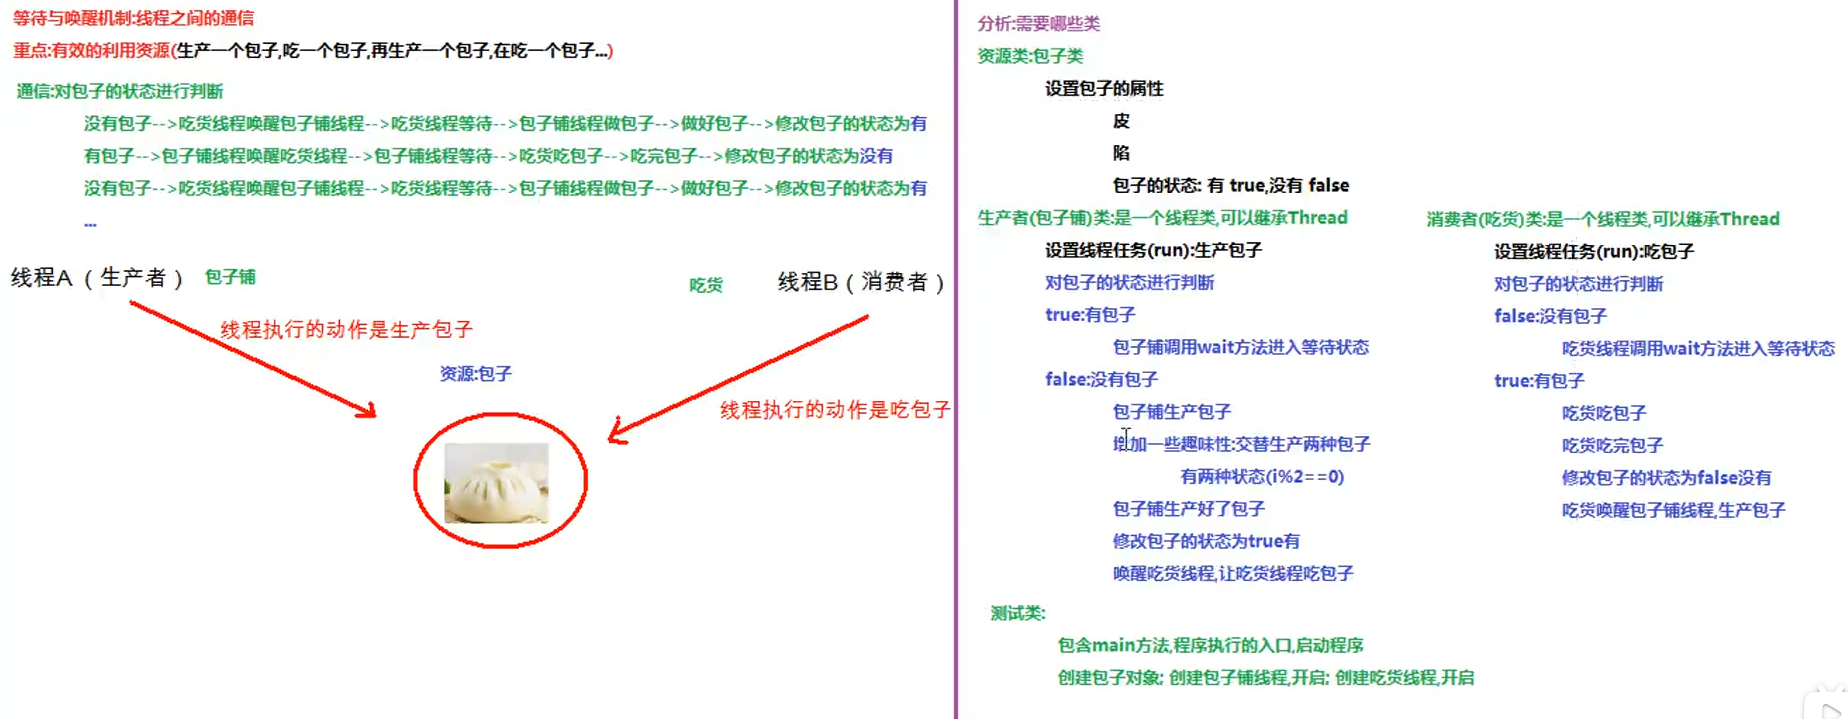 等待与唤醒机制:线程之间的通信
重点:有效的利用资源(生产一个包子,吃一个包子,再生产一个包子,在吃一个包子...)
通信:对包子的状态进行判断
没有包子-->吃货线程唤醒包子铺线程-->吃货线程等待-->包子铺线程做包子-->做好包子-->修改包子的状态为有
有包子-->包子铺线程唤醒吃货线程-->包子铺线程等待-->吃货吃包子-->吃完包子-->修改包子的状态为没有
没有包子-->吃货线程唤醒包子铺线程-->吃货线程等待-->包子铺线程做包子-->做好包子-->修改包子的状态为有
...
线程A（生产者） 包子铺
吃货 线程B（消费者）
线程执行的动作是生产包子
资源:包子
线程执行的动作是吃包子
分析:需要哪些类
资源类:包子类
设置包子的属性
皮
陷
包子的状态: 有 true,没有 false
生产者(包子铺)类:是一个线程类,可以继承Thread
设置线程任务(run):生产包子
对包子的状态进行判断
true:有包子
包子铺调用wait方法进入等待状态
false:没有包子
包子铺生产包子
增加一些趣味性:交替生产两种包子
有两种状态(i%2==0)
包子铺生产好了包子
修改包子的状态为true有
唤醒吃货线程,让吃货线程吃包子
消费者(吃货)类:是一个线程类,可以继承Thread
设置线程任务(run):吃包子
对包子的状态进行判断
false:没有包子
吃货线程调用wait方法进入等待状态
true:有包子
吃货吃包子
吃货吃完包子
修改包子的状态为false没有
吃货唤醒包子铺线程,生产包子
测试类:
包含main方法,程序执行的入口,启动程序
创建包子对象; 创建包子铺线程,开启; 创建吃货线程,开启